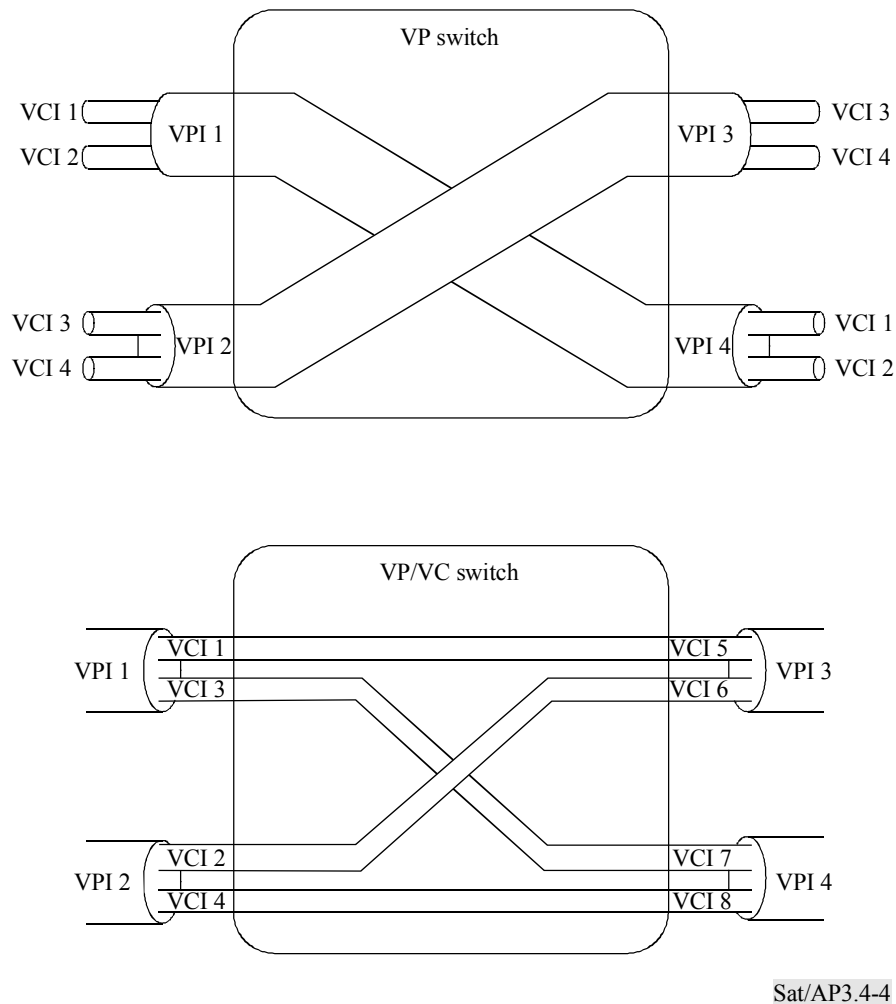 VP switch
VCI 1
VCI 2
VPI 1
VPI 3
VCI 3
VCI 4
VCI 3
VCI 4
VPI 2
VPI 4
VCI 1
VCI 2
VP/VC switch
VPI 1
VCI 1
VCI 3
VCI 5
VCI 6
VPI 3
VPI 2
VCI 2
VCI 4
VCI 7
VCI 8
VPI 4
Sat/AP3.4-4